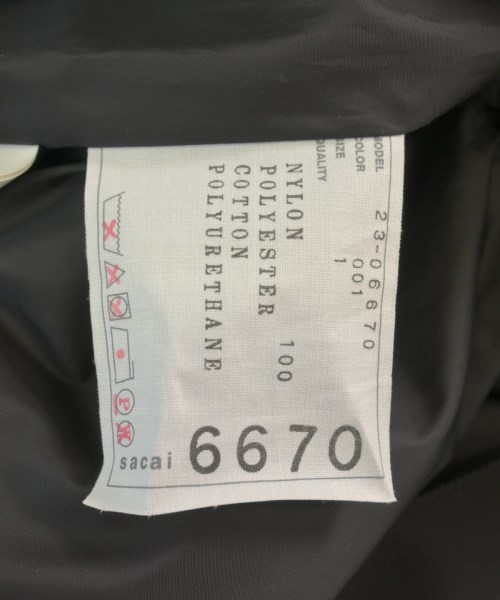 MODEL 23-06670
COLOR 001
SIZE 1
QUALITY
NYLON 100
POLYESTER
COTTON
POLYURETHANE
P
W
sacai 6670